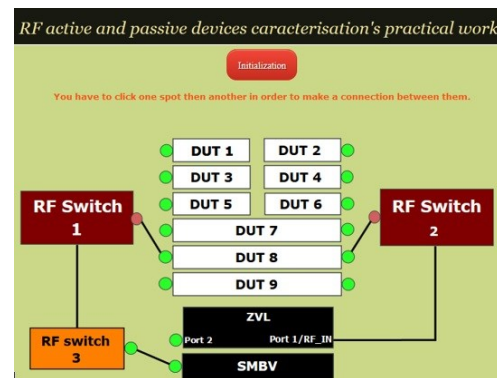 RF active and passive devices caracterisation's practical work
Initialization
You have to click one spot then another in order to make a connection between them.
DUT 1 DUT 2
DUT 3 DUT 4
DUT 5 DUT 6
RF Switch
1
RF Switch
2
DUT 7
DUT 8
DUT 9
ZVL
Port 2 Port 1/RF_IN
RF switch
3
SMBV